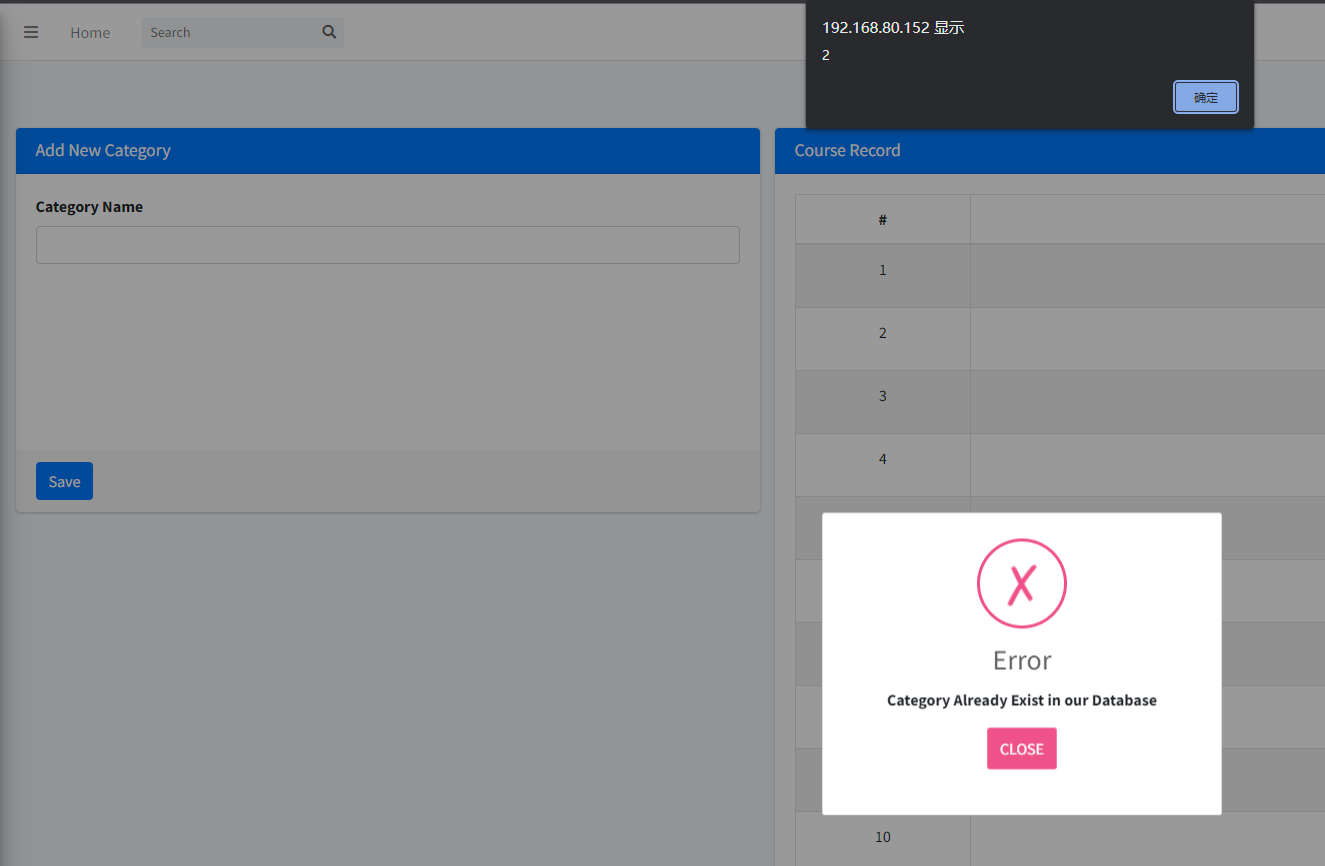 Home
Search
192.168.80.152 显示
2
确定
Add New Category
Category Name
Save
Course Record
#
1
2
3
4
10
X
Error
Category Already Exist in our Database
CLOSE